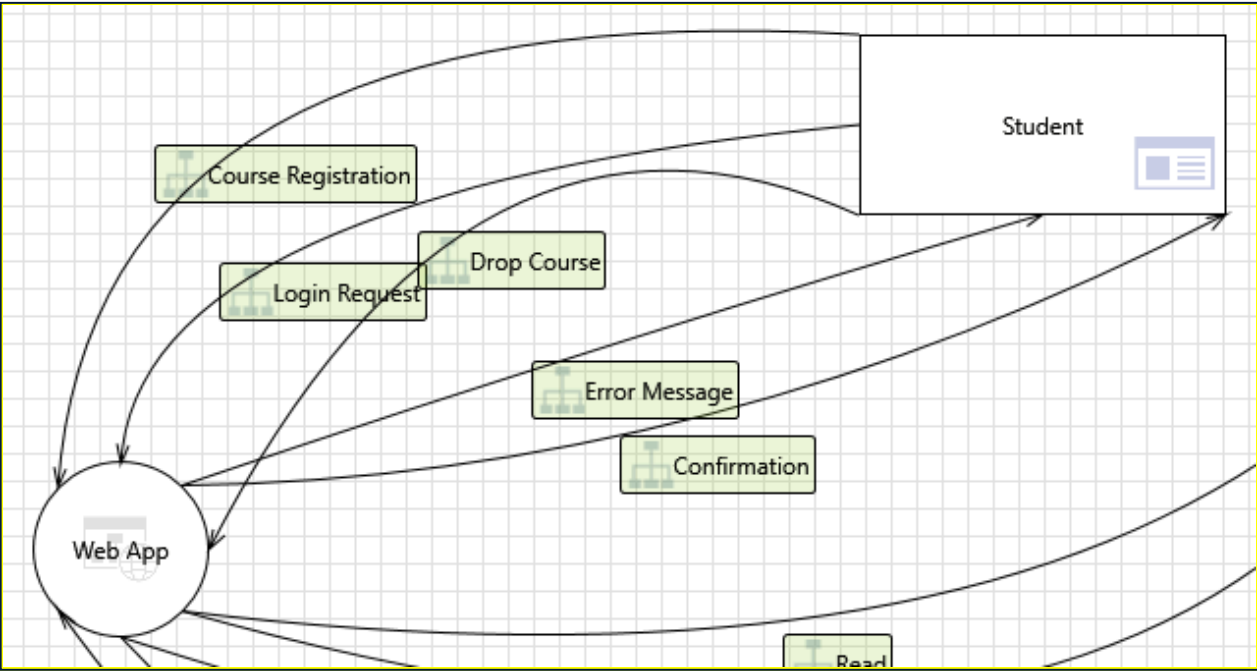 Student
Course Registration
Drop Course
Login Request
Error Message
Confirmation
Web App
Read